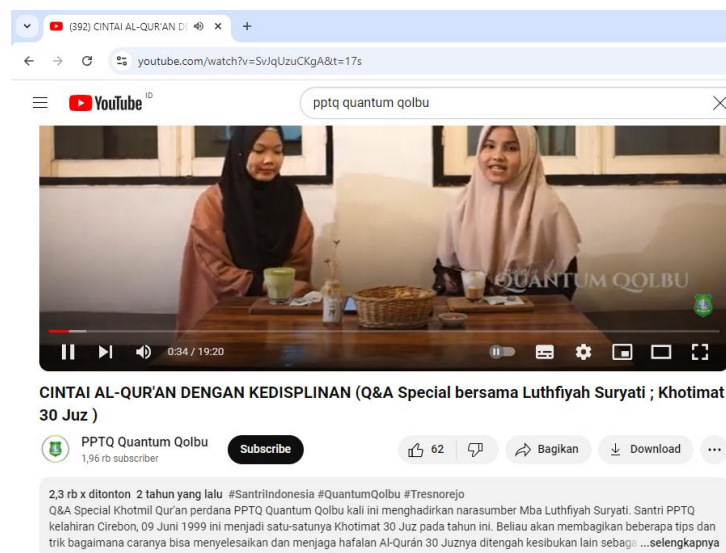 (392) CINTAI AL-QUR'AN DE
youtube.com/watch?v=SvJqUzuCKgA&t=17s
YouTube ID
pptq quantum qolbu
QUANTUM QOLBU
0:34 / 19:20
CINTAI AL-QUR'AN DENGAN KEDISPLINAN (Q&A Special bersama Luthfiyah Suryati ; Khotimat
30 Juz )
PPTQ Quantum Qolbu
1,96 rb subscriber
Subscribe
62
Bagikan
Download
2,3 rb x ditonton 2 tahun yang lalu #SantriIndonesia #QuantumQolbu #Tresnorejo
Q&A Special Khotmil Qur'an perdana PPTQ Quantum Qolbu kali ini menghadirkan narasumber Mba Luthfiyah Suryati. Santri PPTQ
kelahiran Cirebon, 09 Juni 1999 ini menjadi satu-satunya Khotimat 30 Juz pada tahun ini. Beliau akan membagikan beberapa tips dan
trik bagaimana caranya bisa menyelesaikan dan menjaga hafalan Al-Qurán 30 Juznya ditengah kesibukan lain sebaga ...selengkapnya